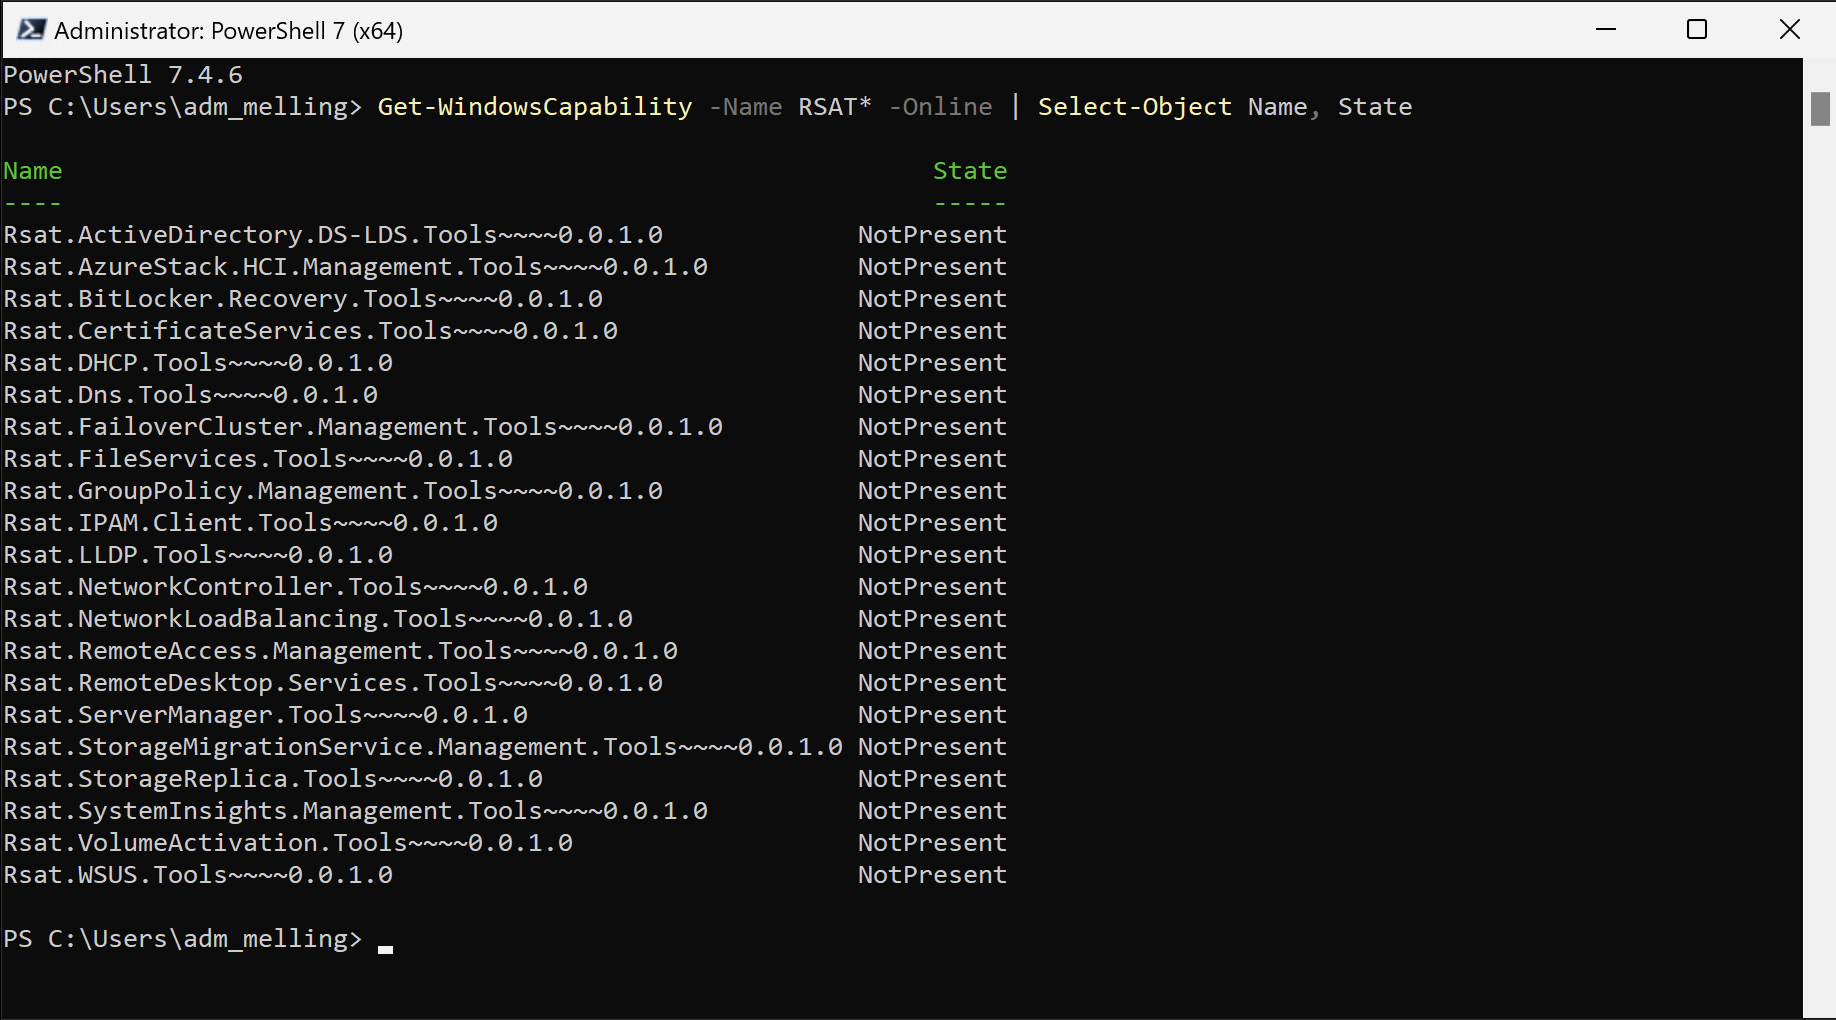 Administrator: PowerShell 7 (x64)
PowerShell 7.4.6
PS C:\Users\adm_melling> Get-WindowsCapability -Name RSAT* -Online | Select-Object Name, State
Name                                                          State
----                                                          -----
Rsat.ActiveDirectory.DS-LDS.Tools~~~~0.0.1.0             NotPresent
Rsat.AzureStack.HCI.Management.Tools~~~~0.0.1.0          NotPresent
Rsat.BitLocker.Recovery.Tools~~~~0.0.1.0                 NotPresent
Rsat.CertificateServices.Tools~~~~0.0.1.0                NotPresent
Rsat.DHCP.Tools~~~~0.0.1.0                               NotPresent
Rsat.Dns.Tools~~~~0.0.1.0                                NotPresent
Rsat.FailoverCluster.Management.Tools~~~~0.0.1.0         NotPresent
Rsat.FileServices.Tools~~~~0.0.1.0                       NotPresent
Rsat.GroupPolicy.Management.Tools~~~~0.0.1.0             NotPresent
Rsat.IPAM.Client.Tools~~~~0.0.1.0                        NotPresent
Rsat.LLDP.Tools~~~~0.0.1.0                               NotPresent
Rsat.NetworkController.Tools~~~~0.0.1.0                  NotPresent
Rsat.NetworkLoadBalancing.Tools~~~~0.0.1.0               NotPresent
Rsat.RemoteAccess.Management.Tools~~~~0.0.1.0            NotPresent
Rsat.RemoteDesktop.Services.Tools~~~~0.0.1.0             NotPresent
Rsat.ServerManager.Tools~~~~0.0.1.0                      NotPresent
Rsat.StorageMigrationService.Management.Tools~~~~0.0.1.0 NotPresent
Rsat.StorageReplica.Tools~~~~0.0.1.0                     NotPresent
Rsat.SystemInsights.Management.Tools~~~~0.0.1.0          NotPresent
Rsat.VolumeActivation.Tools~~~~0.0.1.0                   NotPresent
Rsat.WSUS.Tools~~~~0.0.1.0                               NotPresent
PS C:\Users\adm_melling>